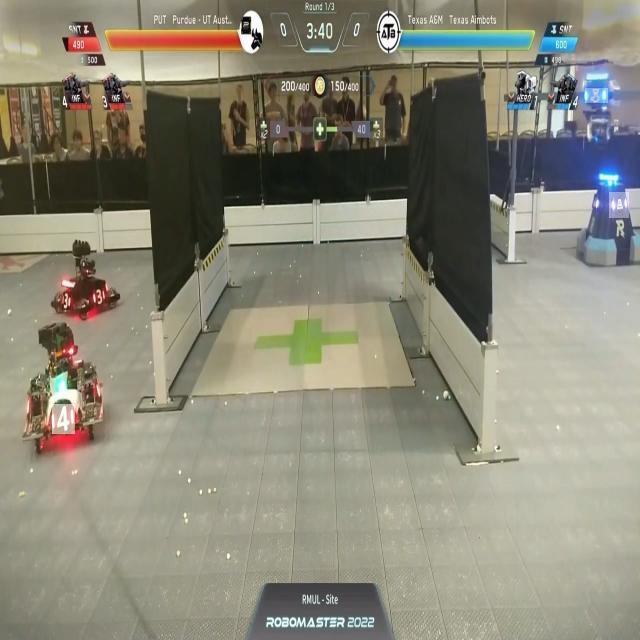 Round 1/3
PUT Purdue - UT Aust...
0
3:40
0
Texas A&M Texas Aimbots
SNT
490
500
ATB
SNT
600
200/400
150/400
4 INF
3 INF
HERO 1
INF 4
0
40
3
3
4
R
RMUL - Site
ROBOMASTER 2022